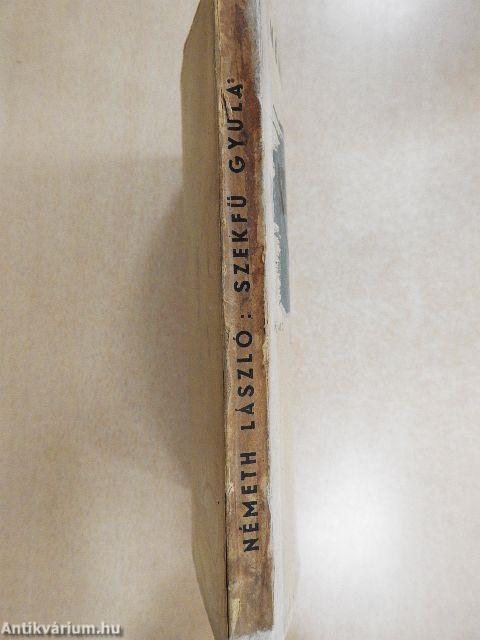 NÉMETH LÁSZLÓ: SZEKFŰ GYULA
Antikvárium.hu